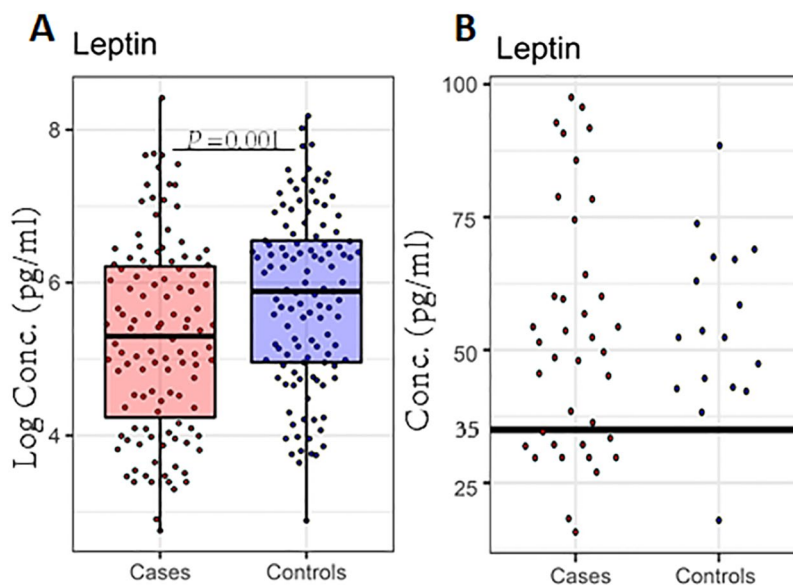 A
Leptin
Log Conc. (pg/ml)
8
6
4
P=0.001
Cases
Controls
B
Leptin
Conc. (pg/ml)
100
75
50
35
25
Cases
Controls